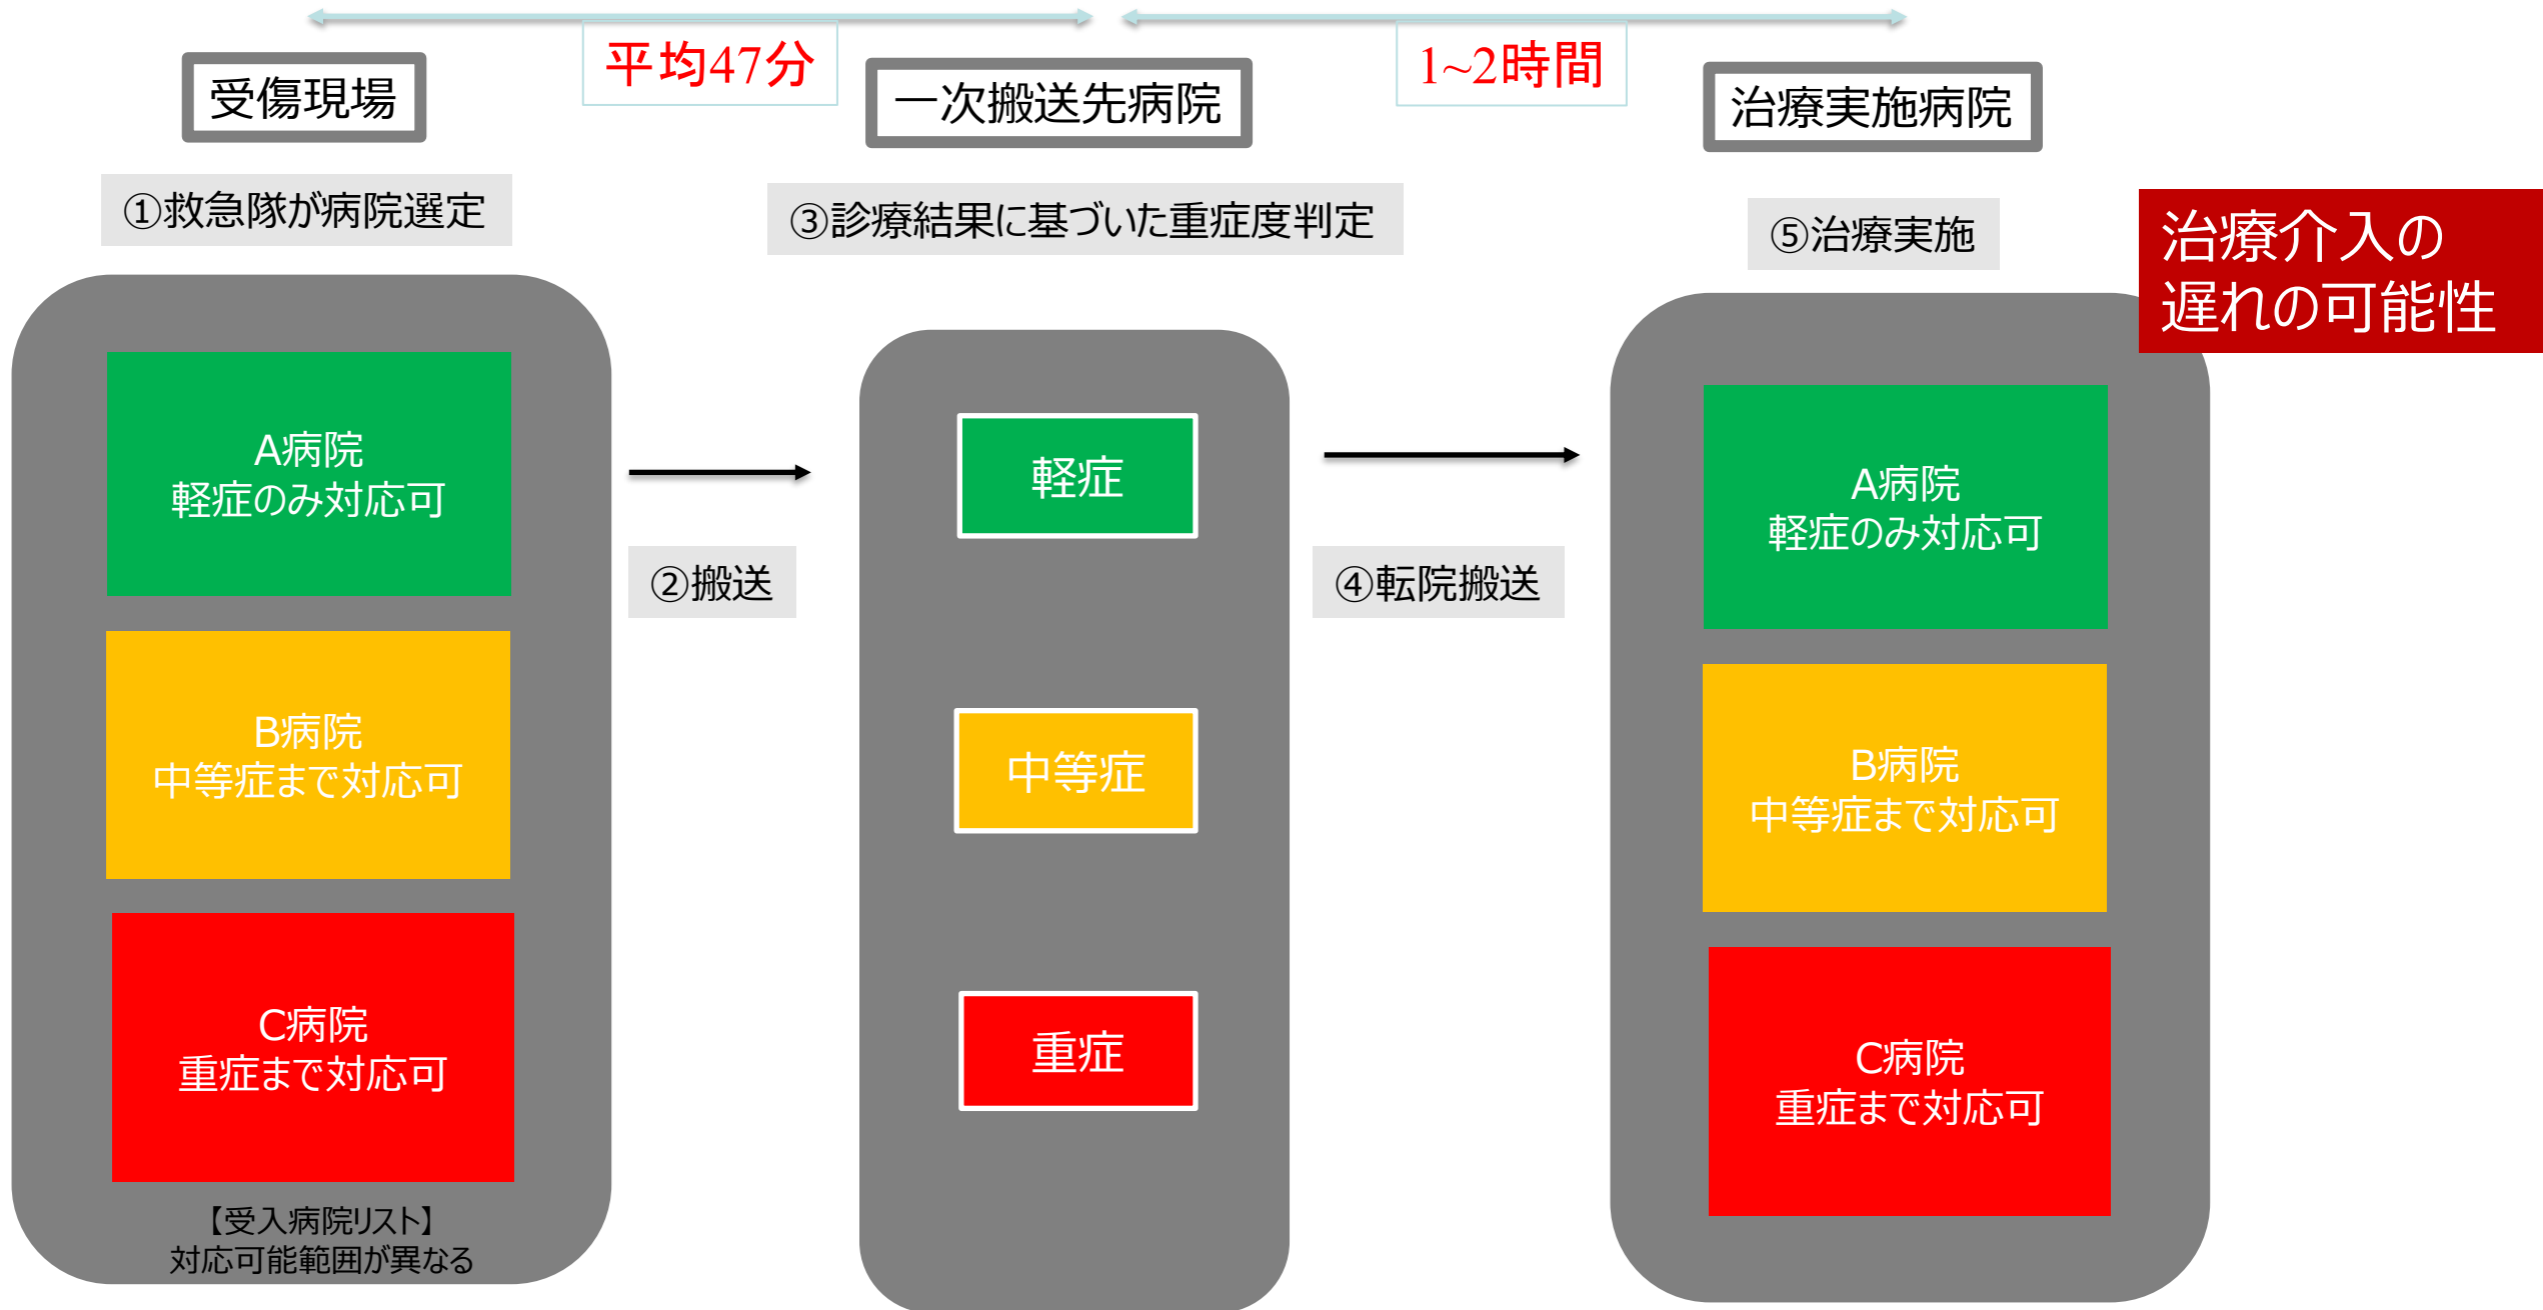 平均47分
1~2時間
受傷現場
一次搬送先病院
治療実施病院
①救急隊が病院選定
③診療結果に基づいた重症度判定
⑤治療実施
治療介入の
遅れの可能性
A病院
軽症のみ対応可
B病院
中等症まで対応可
C病院
重症まで対応可
【受入病院リスト】
対応可能範囲が異なる
②搬送
軽症
中等症
重症
④転院搬送
A病院
軽症のみ対応可
B病院
中等症まで対応可
C病院
重症まで対応可